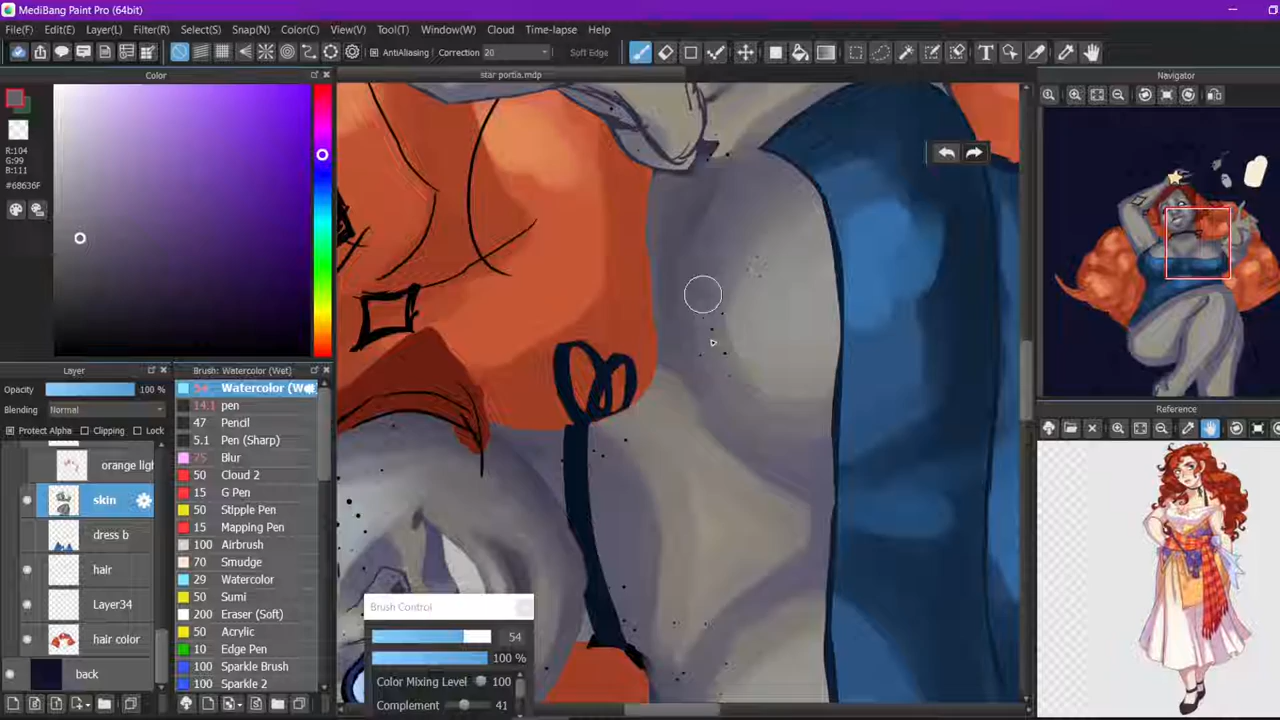 MediBang Paint Pro (64bit)
File(F) Edit(E) Layer(L) Filter(R) Select(S) Snap(N) Color(C) View(V) Tool(T) Window(W) Cloud Time-lapse Help
AntiAliasing Correction 20 Soft Edge
Color
star portia.mdp
Navigator
R:104
G:99
B:111
#68636F
Layer
Opacity 100 %
Blending Normal
Protect Alpha Clipping Lock
orange ligh
skin
dress b
hair
Layer34
hair color
back
Brush: Watercolor (Wet)
54 Watercolor (We
14.1 pen
47 Pencil
5.1 Pen (Sharp)
75 Blur
50 Cloud 2
15 G Pen
50 Stipple Pen
15 Mapping Pen
100 Airbrush
70 Smudge
29 Watercolor
50 Sumi
200 Eraser (Soft)
50 Acrylic
10 Edge Pen
100 Sparkle Brush
100 Sparkle 2
Brush Control
54
100 %
Color Mixing Level 100
Complement 41
Reference